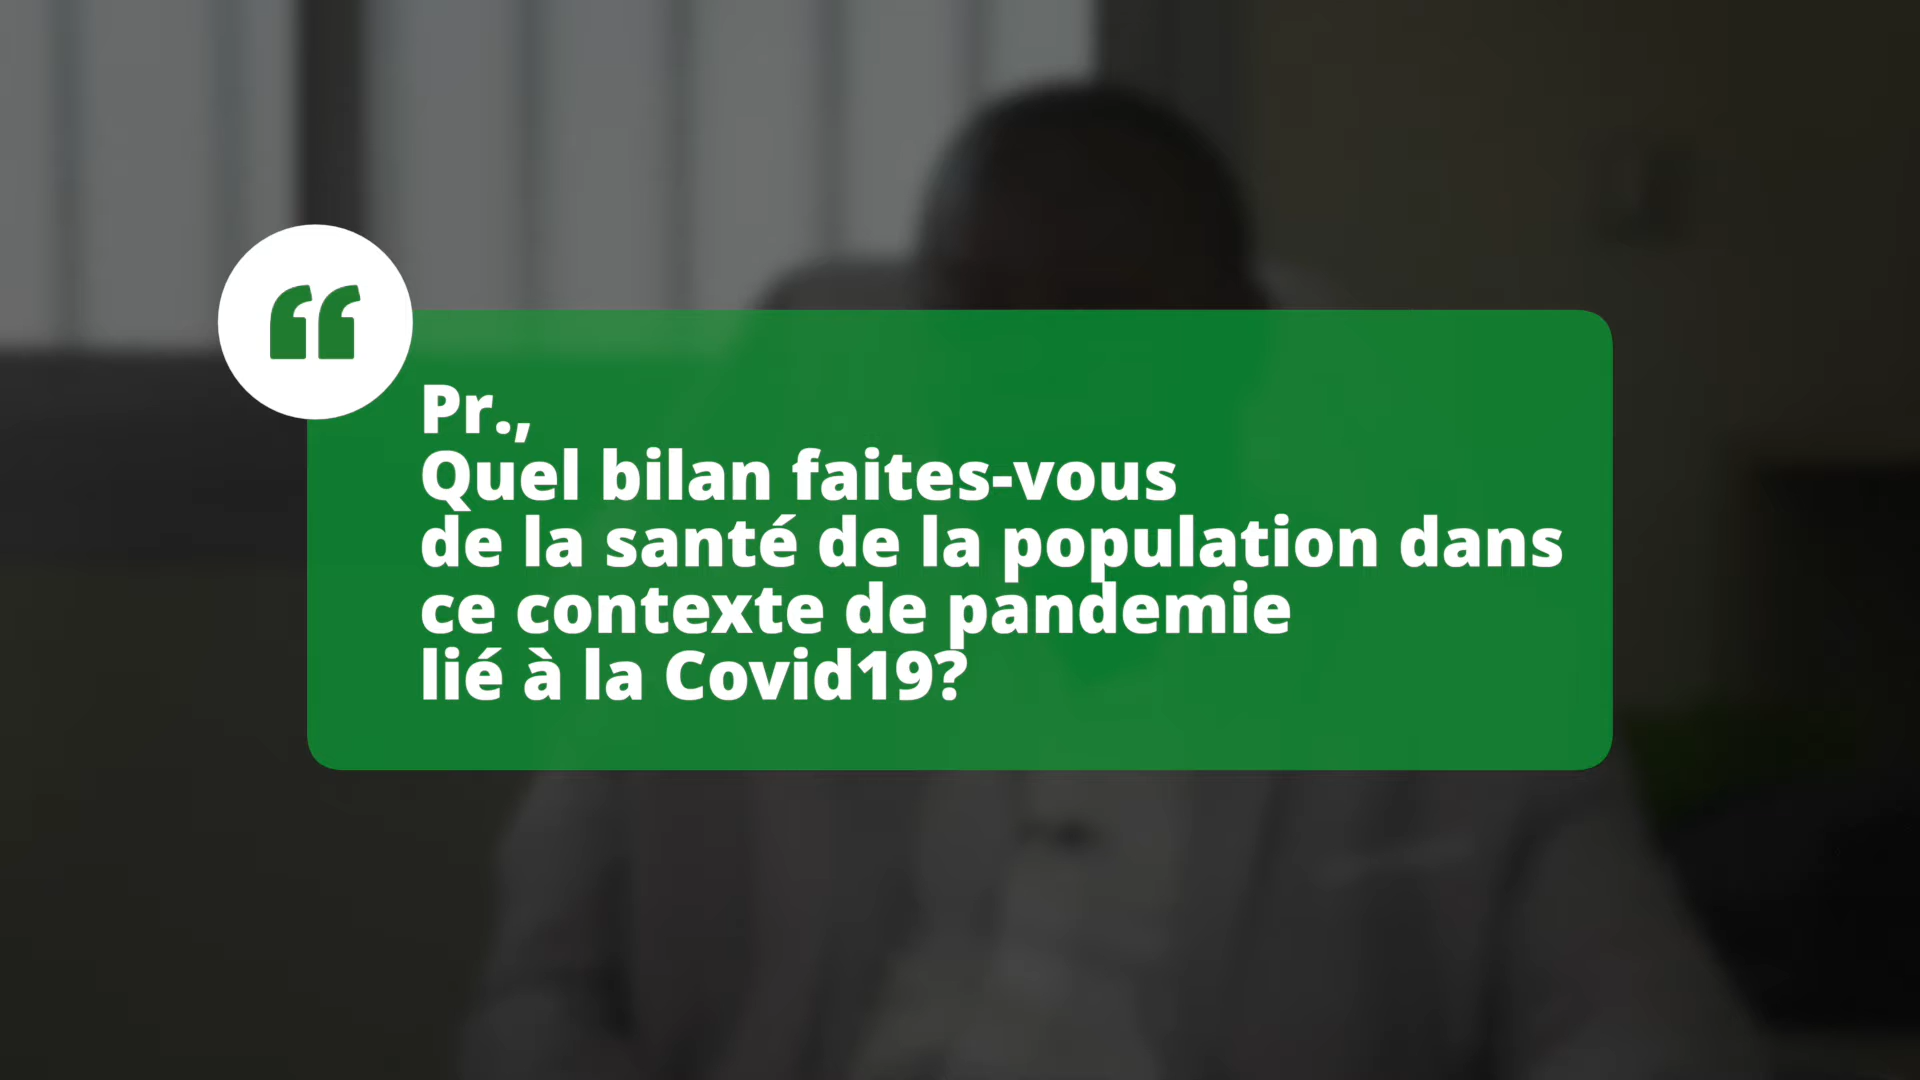 Pr.,
Quel bilan faites-vous
de la santé de la population dans
ce contexte de pandemie
lié à la Covid19?